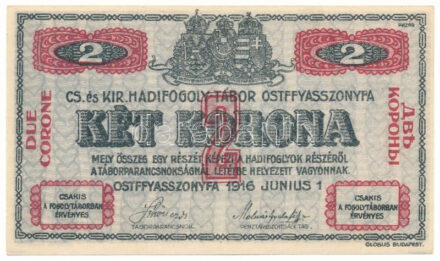 2
2
CS. és KIR. HADIFOGOLY TÁBOR OSTFFYASSZONYFA
DUE CORONE
KÉT KORONA
2
ДВѢ КОРОНЫ
MELY ÖSSZEG EGY RÉSZÉT KÉPEZI A HADIFOGLYOK RÉSZÉRŐL
A TÁBORPARANCSNOKSÁGNÁL LETÉTBE HELYEZETT VAGYONNAK.
OSTFFYASSZONYFA 1916 JUNIUS 1
CSAKIS
A FOGOLYTÁBORBAN
ÉRVÉNYES
TÁBORPARANCSNOK
CSAKIS
A FOGOLYTÁBORBAN
ÉRVÉNYES
GLOBUS BUDAPEST.